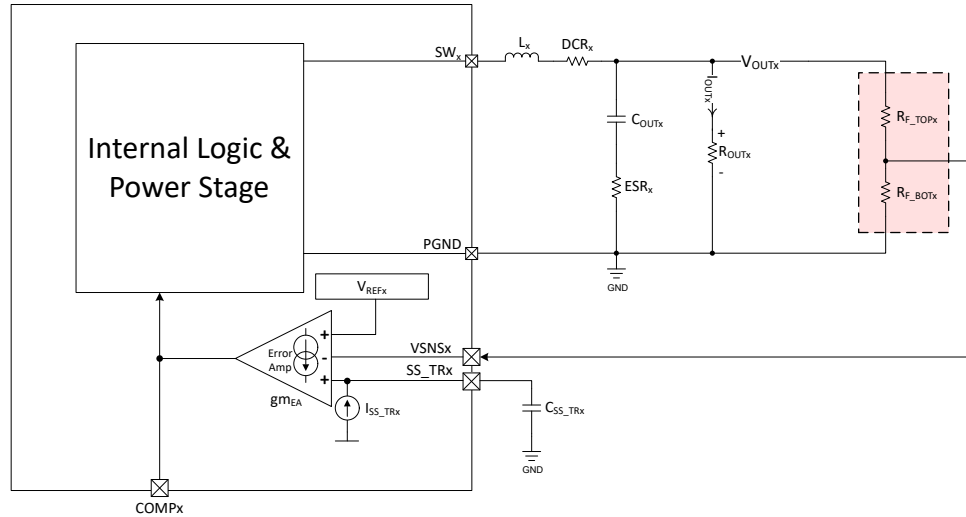 SWx
Lx
DCRx
VOUTx
IOUTx
COUTx
+
ROUTx
-
RF_TOPx
Internal Logic &
Power Stage
ESRx
RF_BOTx
PGND
GND
VREFx
+
Error
Amp
-
VSNSx
+
SS_TRx
gmEA
ISS_TRx
CSS_TRx
GND
COMPx